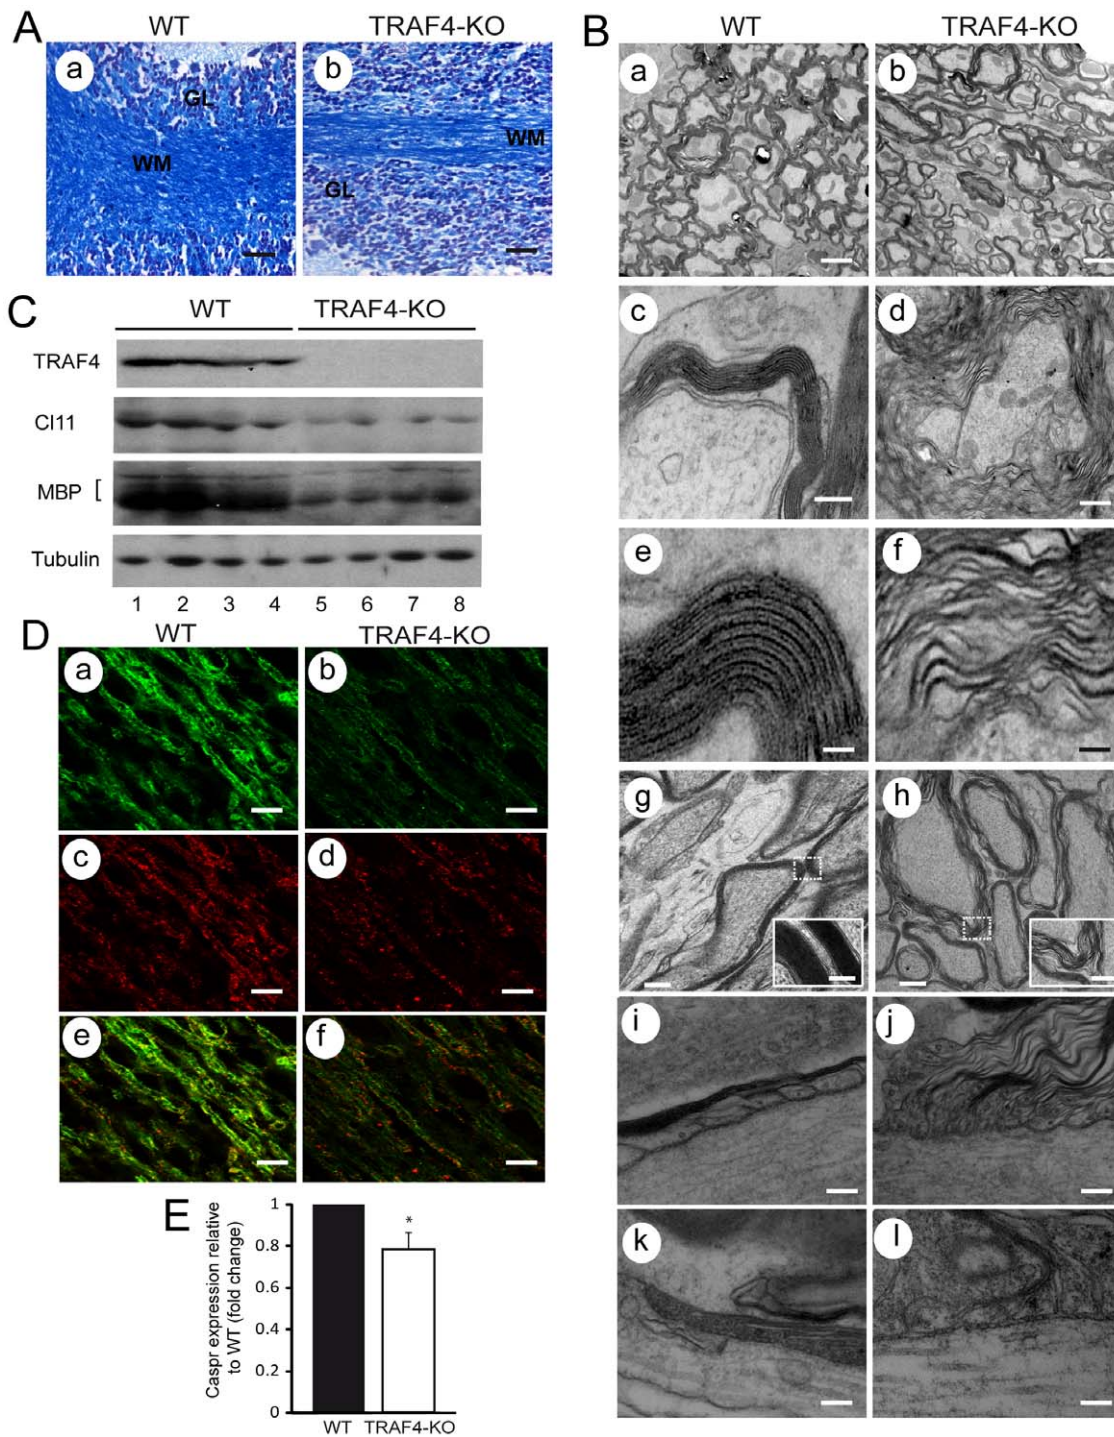 A
WT
TRAF4-KO
a
GL
WM
b
WM
GL
B
WT
TRAF4-KO
a
b
c
d
e
f
g
h
i
j
k
l
C
WT
TRAF4-KO
TRAF4
Cl11
MBP [
Tubulin
1 2 3 4 5 6 7 8
D
WT
TRAF4-KO
a
b
c
d
e
f
E
Caspr expression relative
to WT (fold change)
1
0.8
0.6
0.4
0.2
0
*
WT
TRAF4-KO